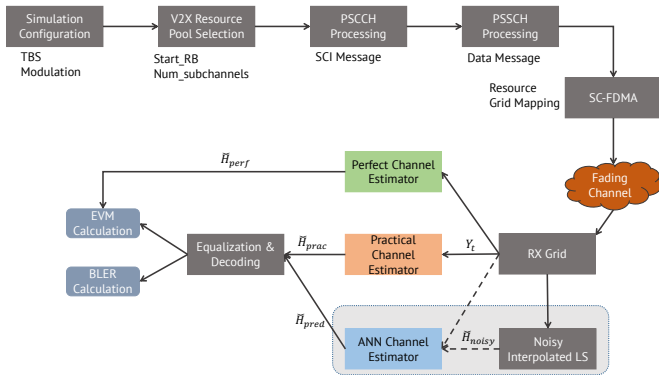 Simulation
Configuration
V2X Resource
Pool Selection
PSCCH
Processing
PSSCH
Processing
TBS
Modulation
Start_RB
Num_subchannels
SCI Message
Data Message
Resource
Grid Mapping
SC-FDMA
H̃perf
Perfect Channel
Estimator
Fading
Channel
EVM
Calculation
Equalization &
Decoding
H̃prac
Practical
Channel
Estimator
Yt
RX Grid
BLER
Calculation
H̃pred
ANN Channel
Estimator
H̃noisy
Noisy
Interpolated LS